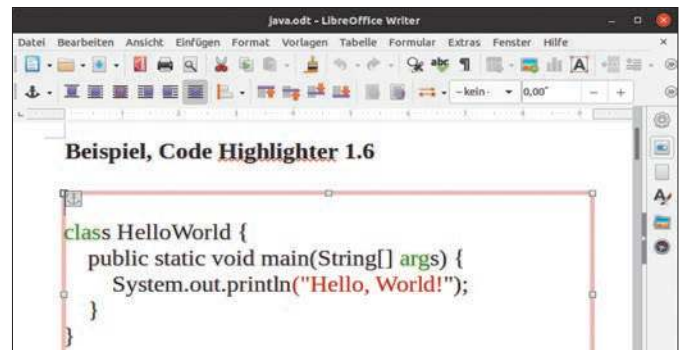 java.odt - LibreOffice Writer
Datei Bearbeiten Ansicht Einfügen Format Vorlagen Tabelle Formular Extras Fenster Hilfe
- kein - 0,00"
Beispiel, Code Highlighter 1.6
class HelloWorld {
public static void main(String[] args) {
System.out.println("Hello, World!");
}
}